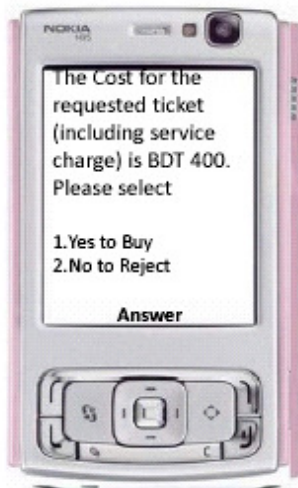 NOKIA
N95
The Cost for the
requested ticket
(including service
charge) is BDT 400.
Please select
1.Yes to Buy
2.No to Reject
Answer